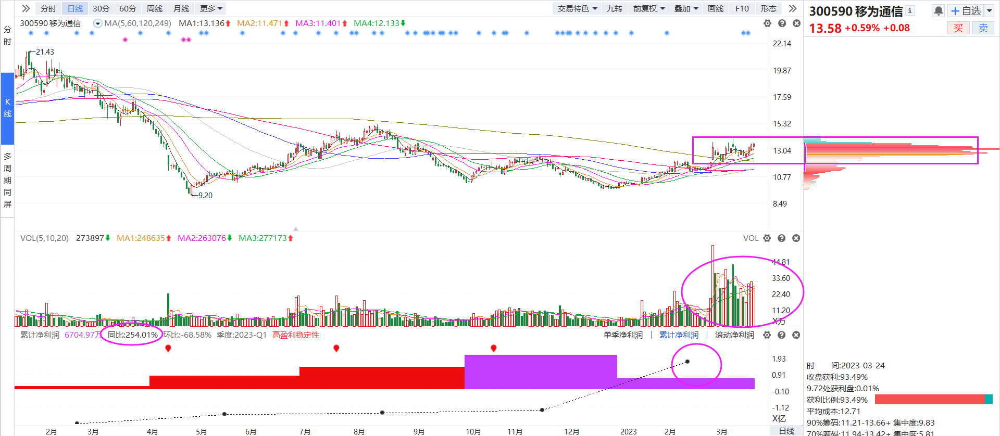 分时 日线 30分 60分 周线 月线 更多 交易特色 九转 前复权 叠加 画线 F10 形态
300590 移为通信
13.58 +0.59% +0.08
自选
买 卖
分时
K线
多周期同屏
300590 移为通信 MA(5,60,120,249) MA1:13.136 MA2:11.471 MA3:11.401 MA4:12.133
21.43
9.20
22.14
19.87
17.59
15.32
13.04
10.77
8.49
VOL(5,10,20) 273897 MA1:248635 MA2:263076 MA3:277173 VOL
44.81
33.60
22.40
11.20
X万
累计净利润 6704.97万 同比:254.01% 环比:-68.58% 季度:2023-Q1 高盈利稳定性 单季净利润 累计净利润 滚动净利润
1.93
0.91
-0.10
-1.12
X亿
2月 3月 4月 5月 6月 7月 8月 9月 10月 11月 12月 2023 2月 3月 日线
时 间:2023-03-24
收盘获利:93.49%
9.72处获利盘:0.01%
获利比例:93.49%
平均成本:12.71
90%筹码:11.21-13.66+ 集中度:9.83
70%筹码:11.94-13.42+ 集中度:5.81